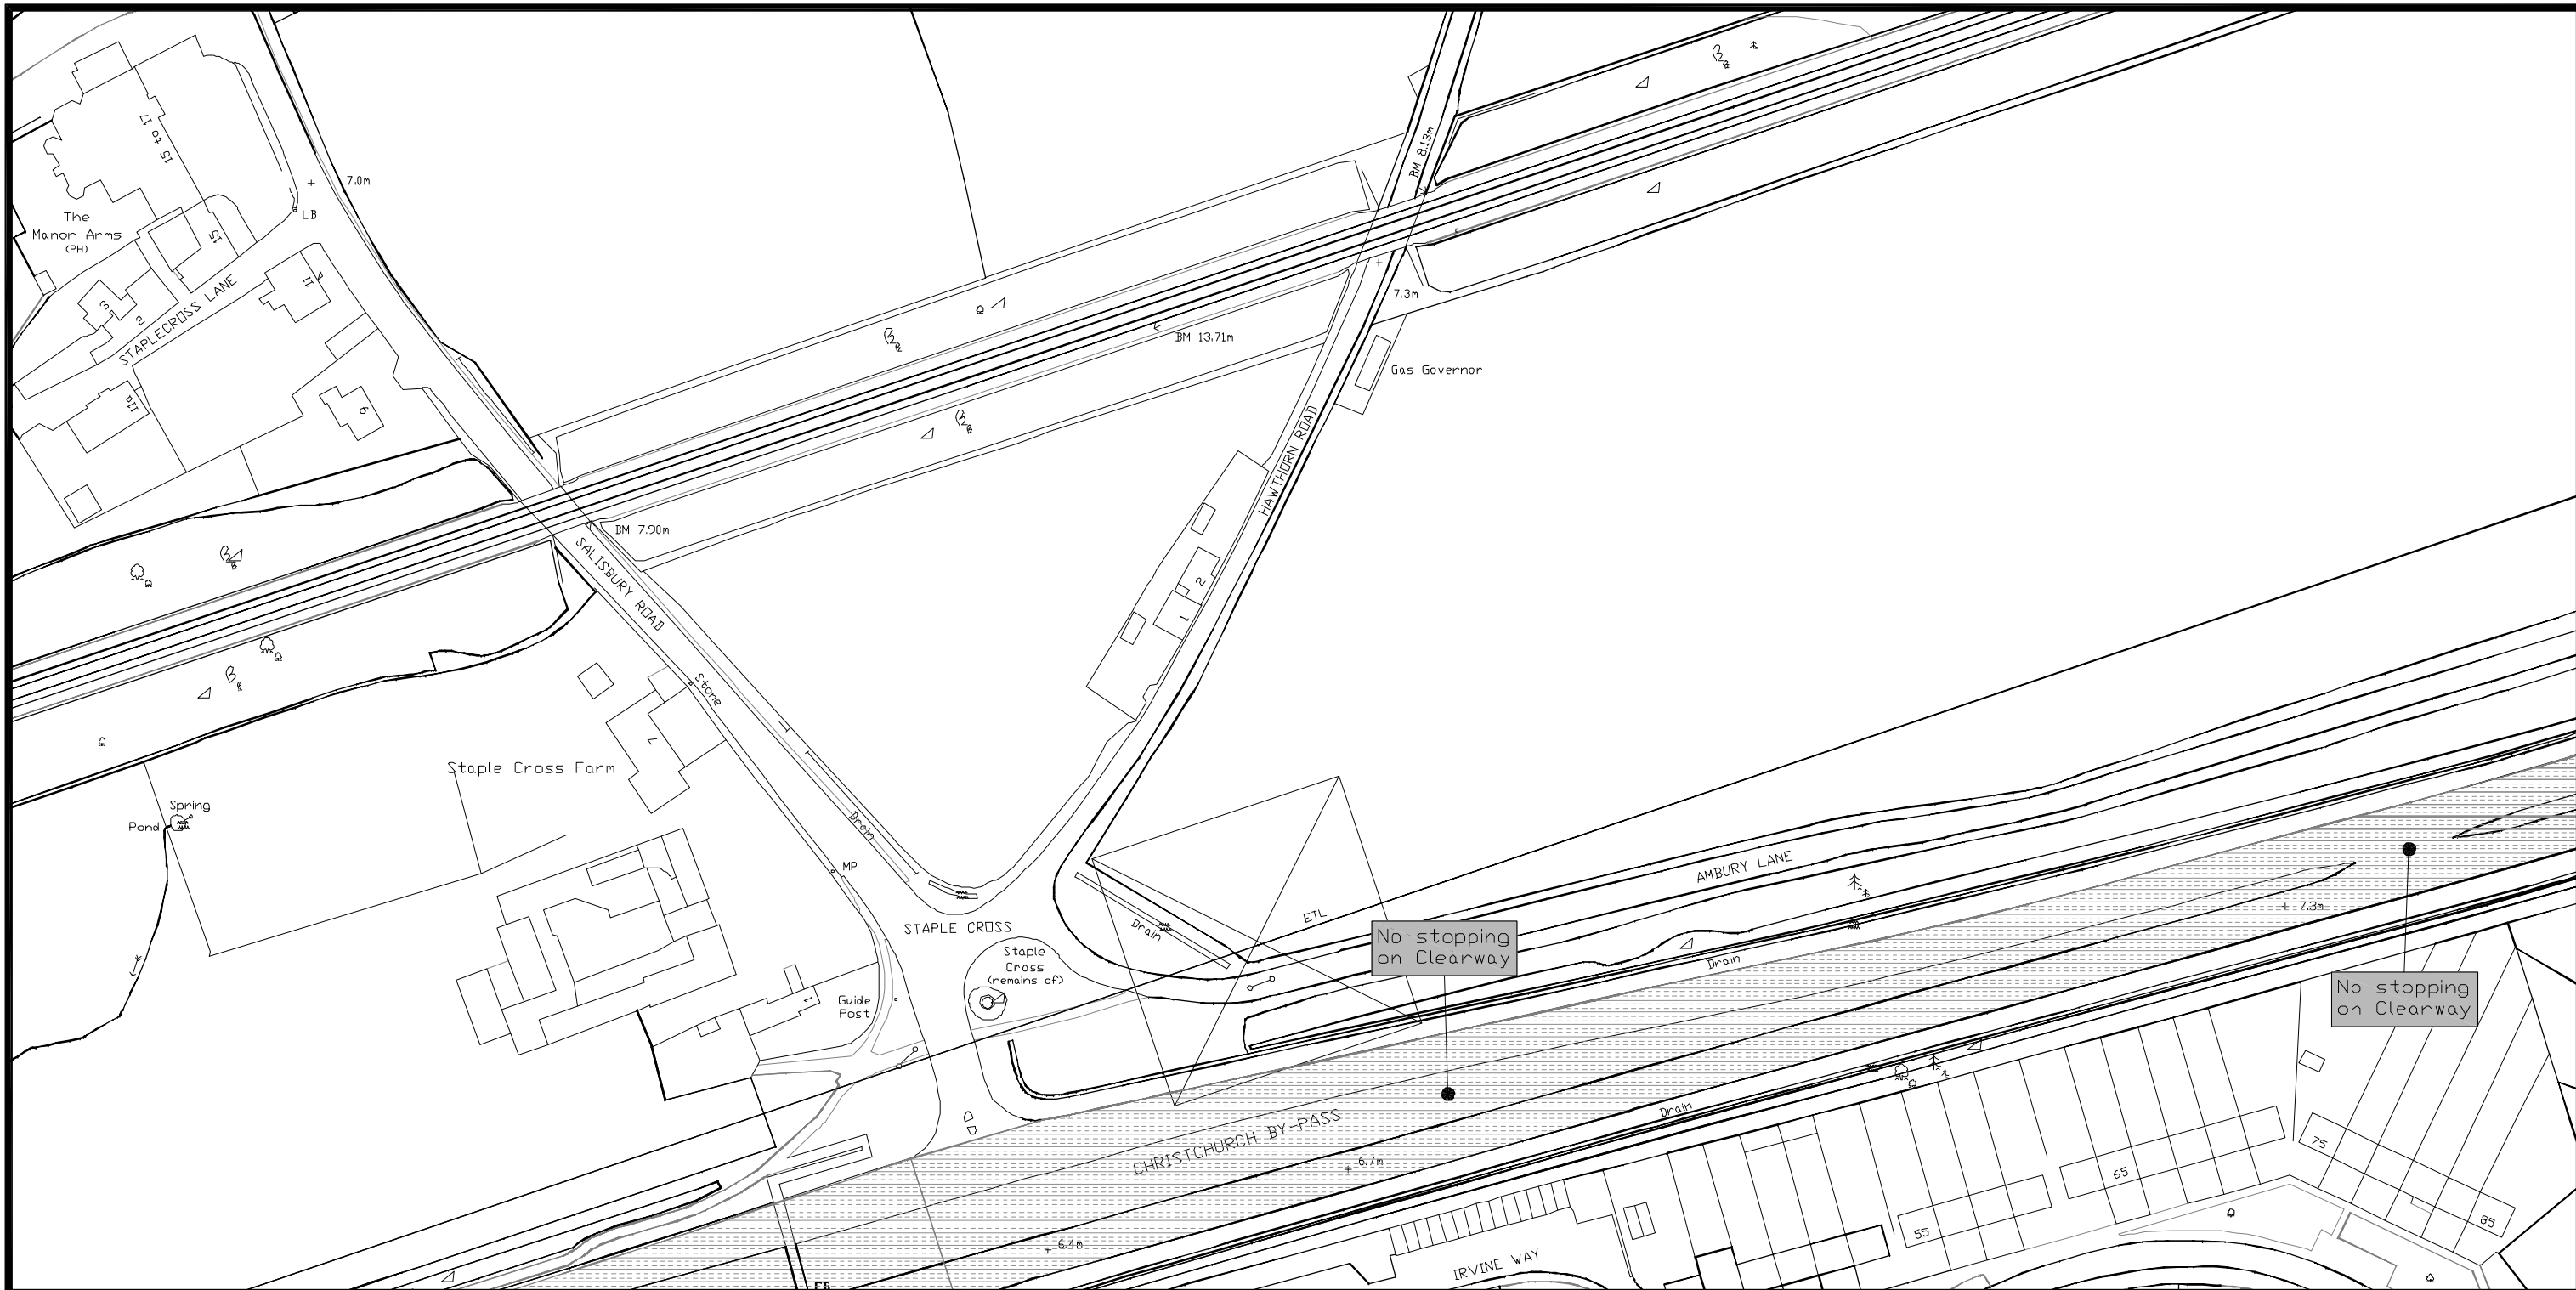 7.0m
15 to 17
LB
The
Manor Arms
(PH)
15
11
3
2
STAPLECROSS LANE
11a
9
BM 8.13m
7.3m
BM 13.71m
Gas Governor
HAWTHORN ROAD
BM 7.90m
SALISBURY ROAD
2
1
Stone
7
Staple Cross Farm
Spring
Pond
Drain
MP
STAPLE CROSS
Staple
Cross
(remains of)
Drain
ETL
AMBURY LANE
No stopping
on Clearway
Drain
7.3m
No stopping
on Clearway
1
Guide
Post
CHRISTCHURCH BY-PASS
Drain
6.7m
6.4m
FB
IRVINE WAY
55
65
75
85